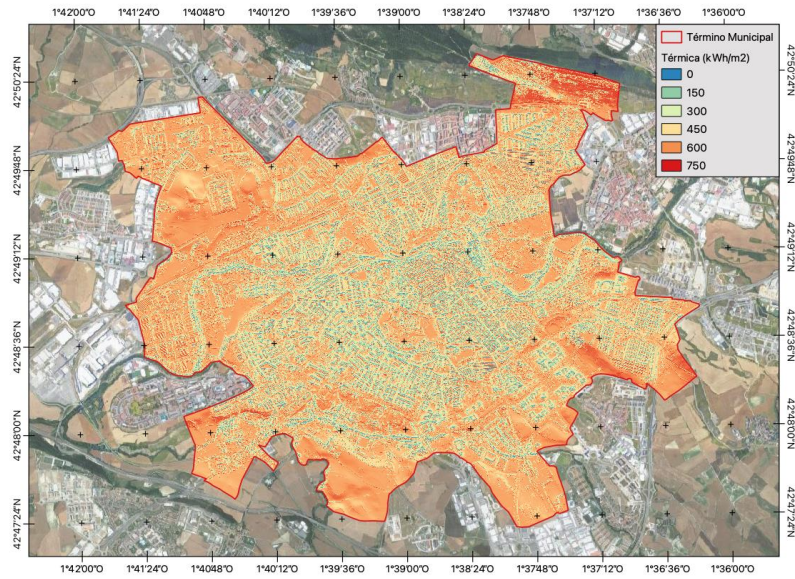 1°42'00"O 1°41'24"O 1°40'48"O 1°40'12"O 1°39'36"O 1°39'00"O 1°38'24"O 1°37'48"O 1°37'12"O 1°36'36"O 1°36'00"O
Término Municipal
Térmica (kWh/m2)
0
150
300
450
600
750
42°50'24"N
42°49'48"N
42°49'12"N
42°48'36"N
42°48'00"N
42°47'24"N
42°50'24"N
42°49'48"N
42°49'12"N
42°48'36"N
42°48'00"N
42°47'24"N
1°42'00"O 1°41'24"O 1°40'48"O 1°40'12"O 1°39'36"O 1°39'00"O 1°38'24"O 1°37'48"O 1°37'12"O 1°36'36"O 1°36'00"O